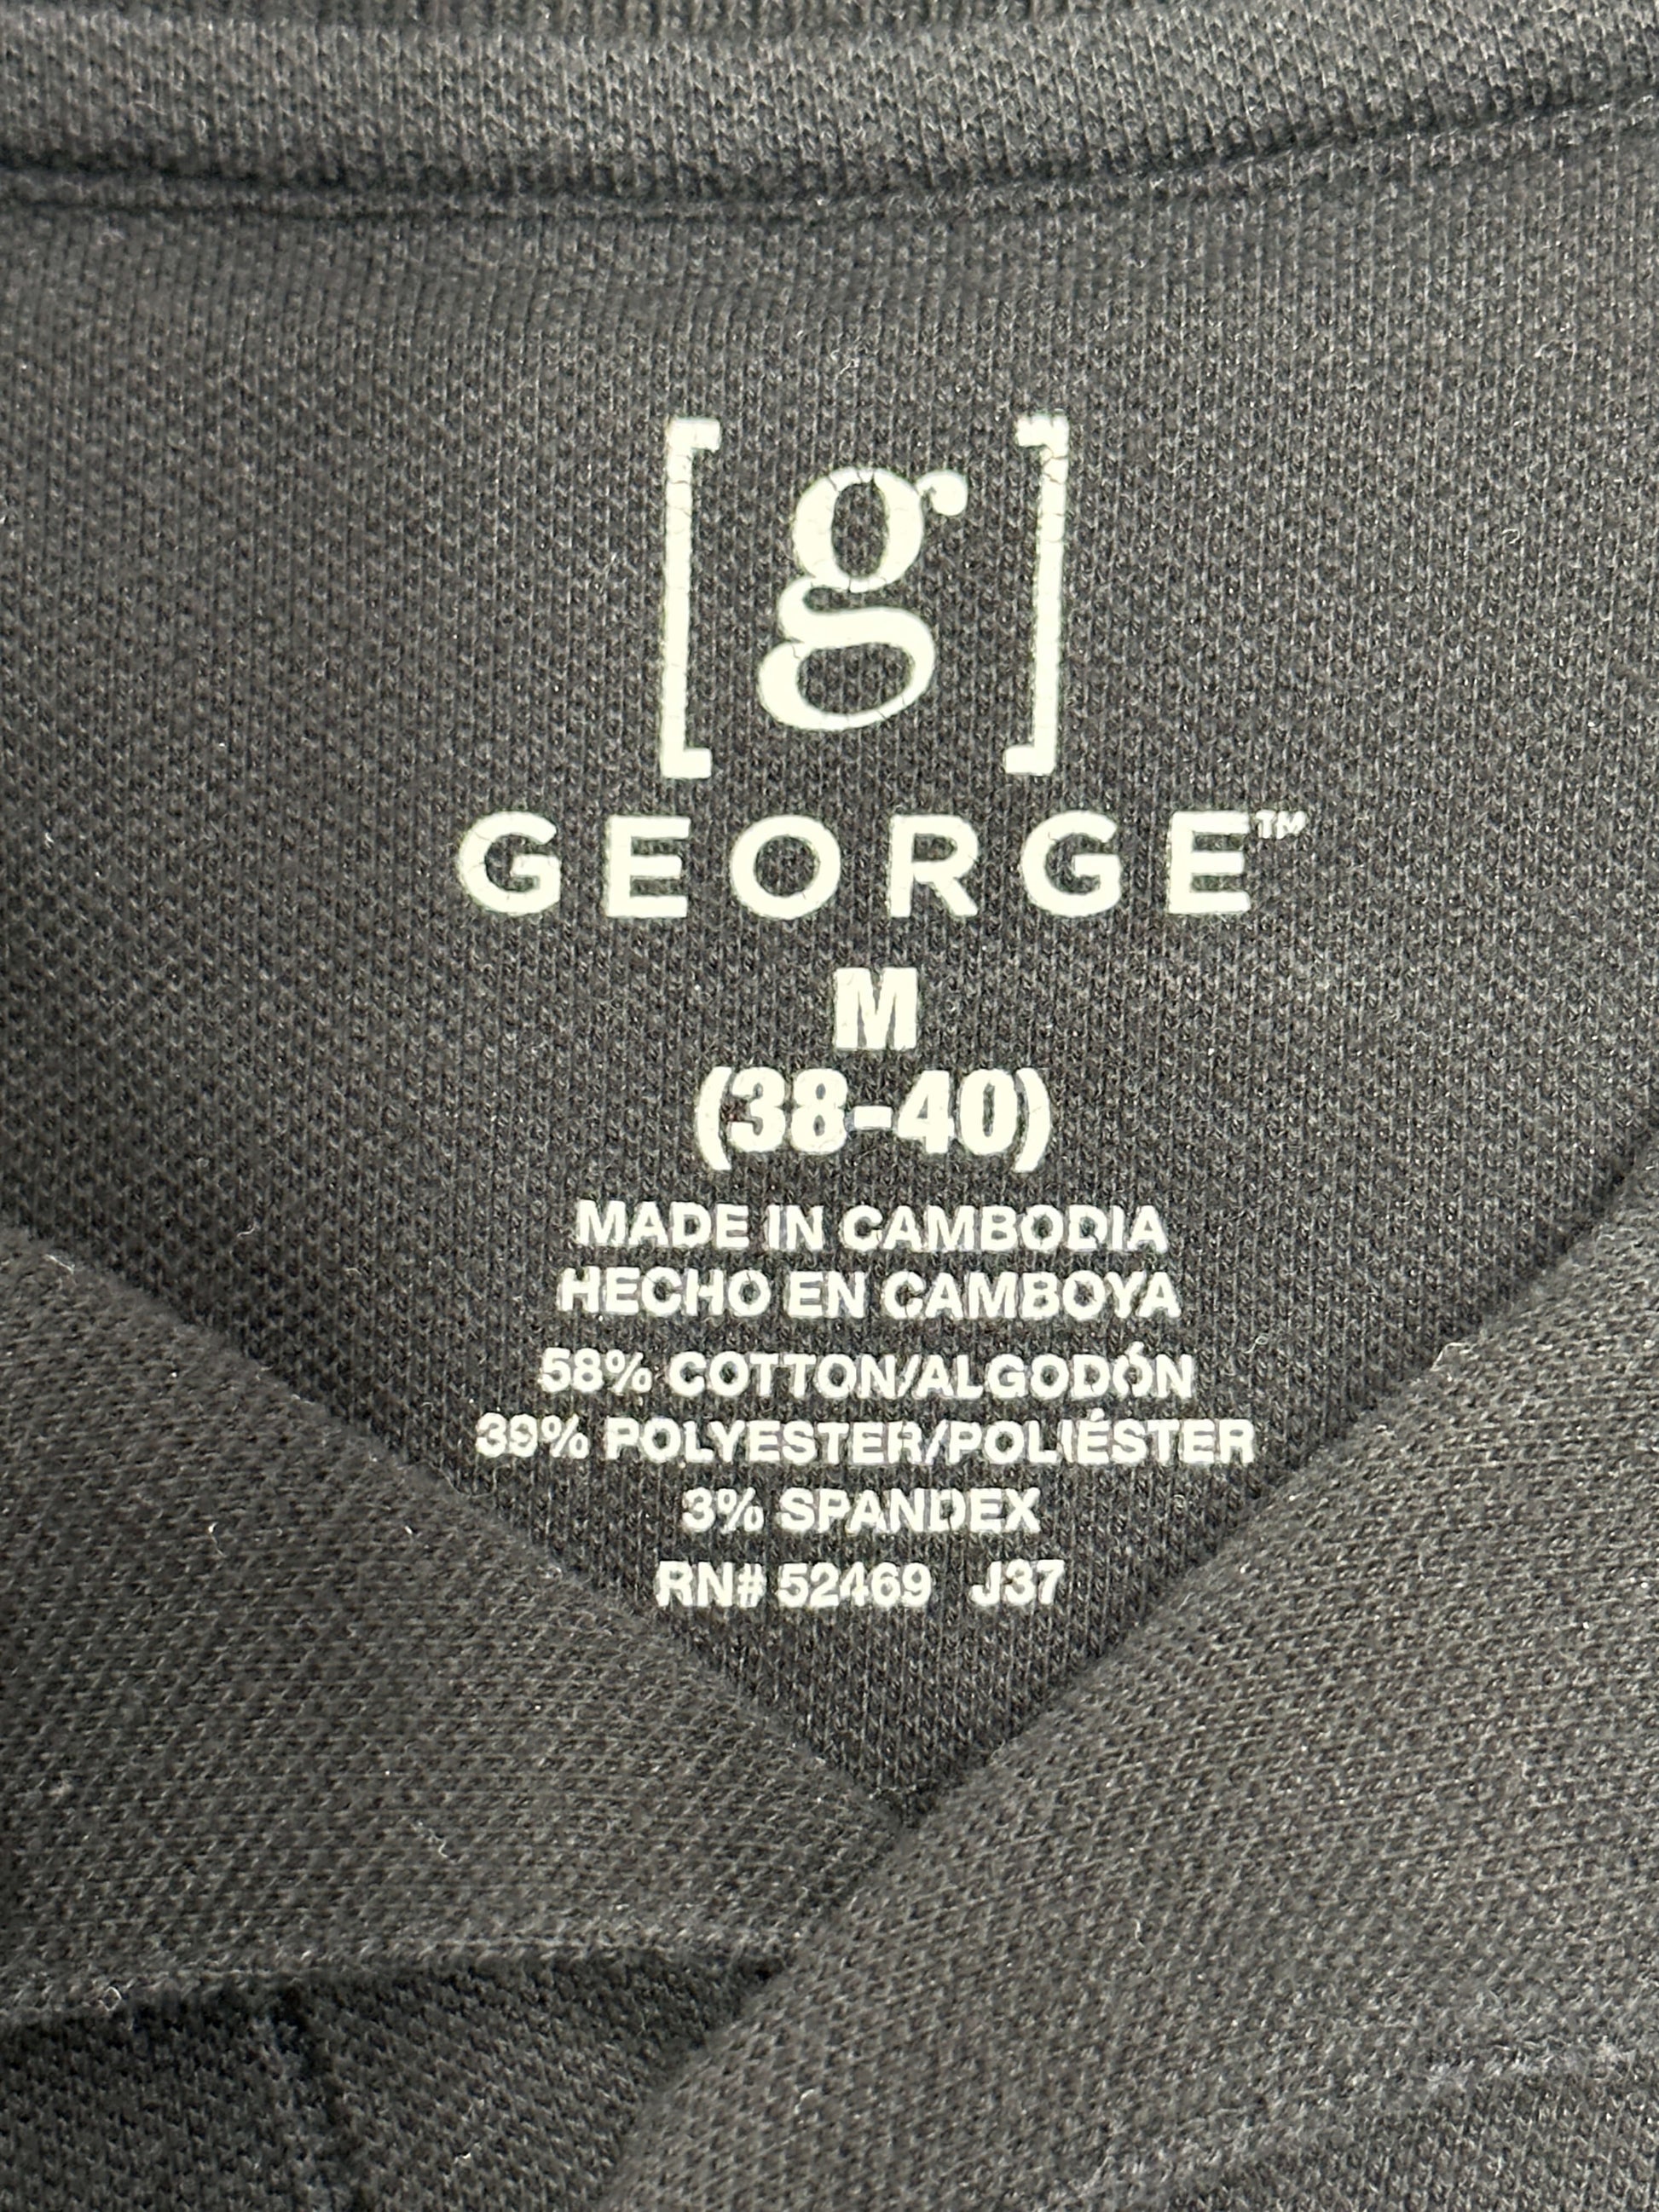 [g]
GEORGE™
M
(38-40)
MADE IN CAMBODIA
HECHO EN CAMBOYA
58% COTTON/ALGODÓN
39% POLYESTER/POLIÉSTER
3% SPANDEX
RN# 52469 J37